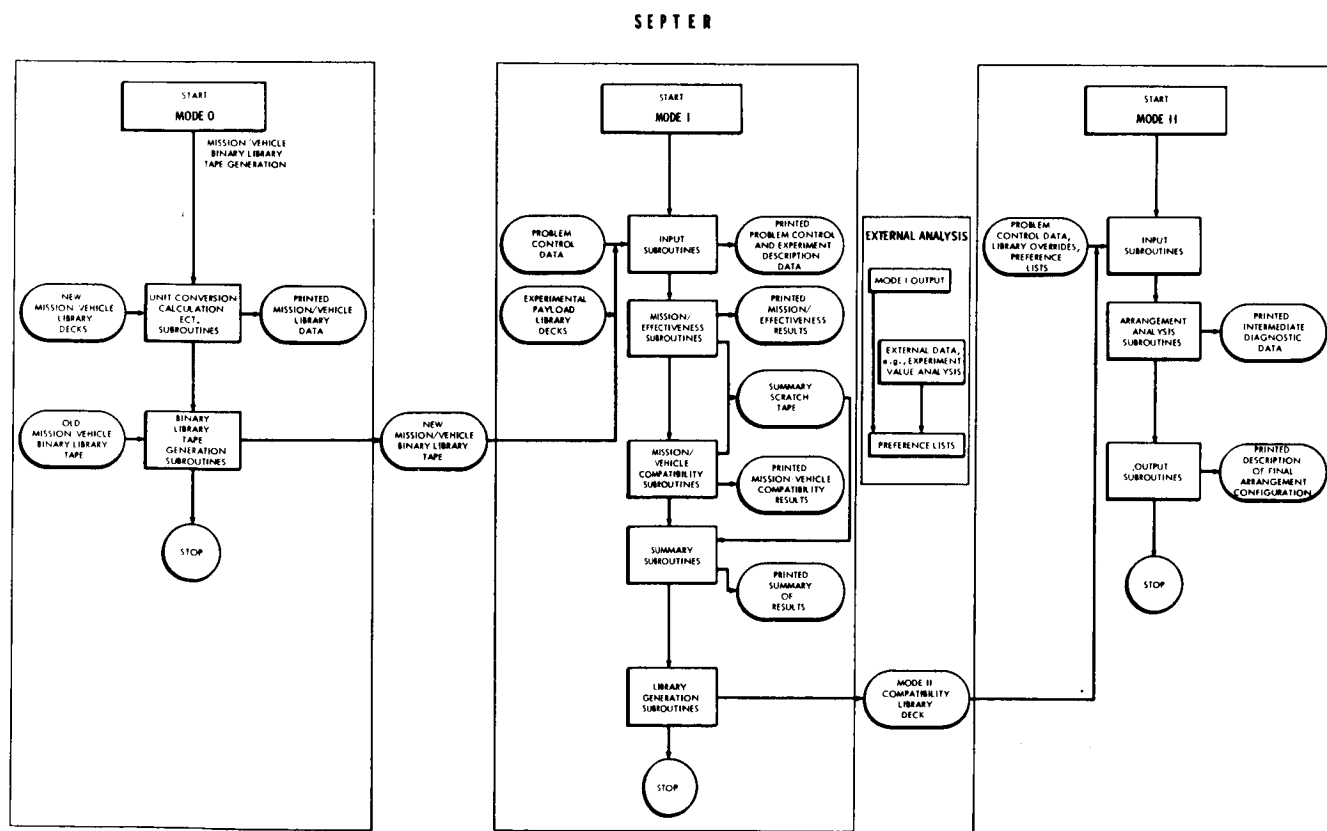 SEPTER
START
MODE 0
MISSION/VEHICLE
BINARY LIBRARY
TAPE GENERATION
NEW
MISSION/VEHICLE
LIBRARY
DECKS
UNIT CONVERSION
CALCULATION
ECT,
SUBROUTINES
PRINTED
MISSION/VEHICLE
LIBRARY
DATA
OLD
MISSION/VEHICLE
BINARY LIBRARY
TAPE
BINARY
LIBRARY
TAPE
GENERATION
SUBROUTINES
STOP
NEW
MISSION/VEHICLE
BINARY LIBRARY
TAPE
START
MODE I
PROBLEM
CONTROL
DATA
INPUT
SUBROUTINES
PRINTED
PROBLEM CONTROL
AND EXPERIMENT
DESCRIPTION
DATA
EXPERIMENTAL
PAYLOAD
LIBRARY
DECKS
MISSION/
EFFECTIVENESS
SUBROUTINES
PRINTED
MISSION/
EFFECTIVENESS
RESULTS
SUMMARY
SCRATCH
TAPE
MISSION/
VEHICLE
COMPATIBILITY
SUBROUTINES
PRINTED
MISSION-VEHICLE
COMPATIBILITY
RESULTS
SUMMARY
SUBROUTINES
PRINTED
SUMMARY
OF
RESULTS
LIBRARY
GENERATION
SUBROUTINES
STOP
EXTERNAL ANALYSIS
MODE I OUTPUT
EXTERNAL DATA,
e.g., EXPERIMENT
VALUE ANALYSIS
PREFERENCE LISTS
MODE II
COMPATIBILITY
LIBRARY
DECK
START
MODE II
PROBLEM
CONTROL DATA,
LIBRARY OVERRIDES,
PREFERENCE
LISTS
INPUT
SUBROUTINES
ARRANGEMENT
ANALYSIS
SUBROUTINES
PRINTED
INTERMEDIATE
DIAGNOSTIC
DATA
OUTPUT
SUBROUTINES
PRINTED
DESCRIPTION
OF FINAL
ARRANGEMENT
CONFIGURATION
STOP